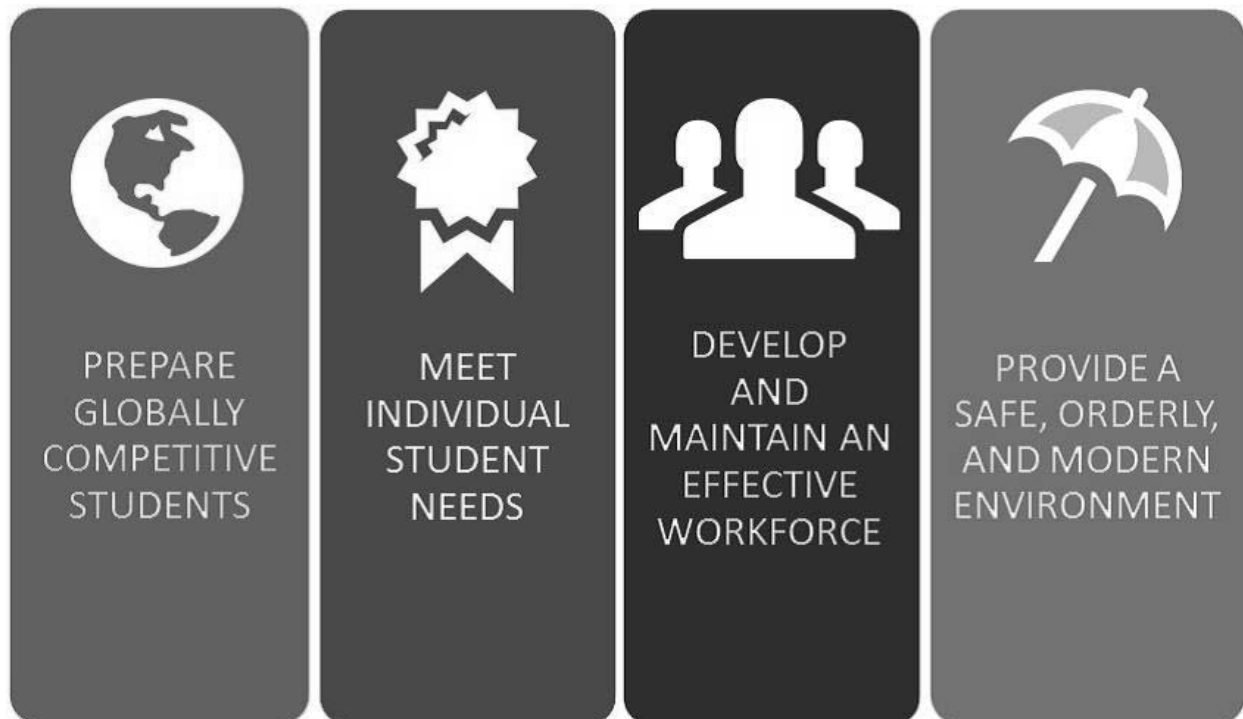 PREPARE
GLOBALLY
COMPETITIVE
STUDENTS
MEET
INDIVIDUAL
STUDENT
NEEDS
DEVELOP
AND
MAINTAIN AN
EFFECTIVE
WORKFORCE
PROVIDE A
SAFE, ORDERLY,
AND MODERN
ENVIRONMENT